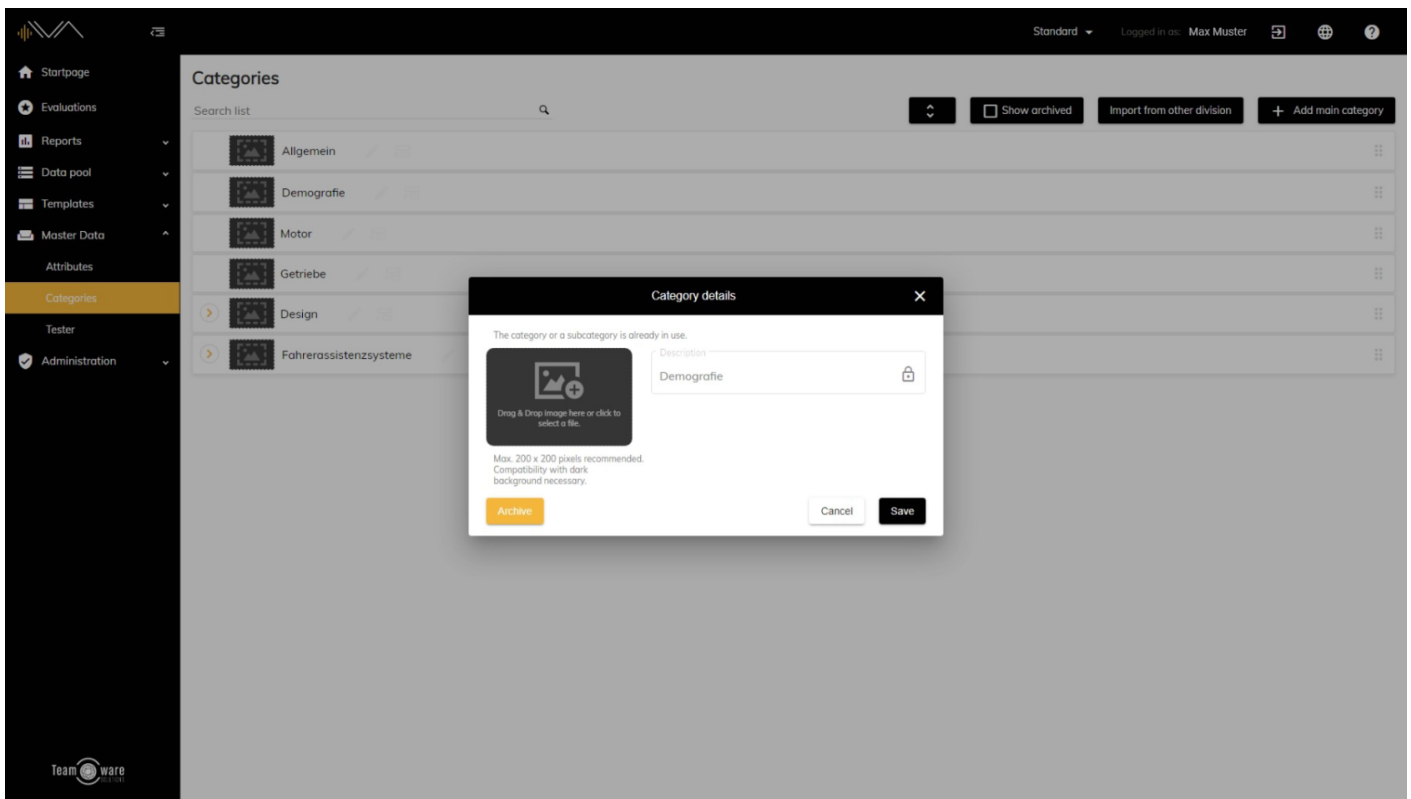 Standard
Logged in as: Max Muster
Startpage
Evaluations
Reports
Data pool
Templates
Master Data
Attributes
Categories
Tester
Administration
Team ware
SOLUTIONS
Categories
Search list
Show archived
Import from other division
+ Add main category
Allgemein
Demografie
Motor
Getriebe
Design
Fahrerassistenzsysteme
Category details
The category or a subcategory is already in use.
Drag & Drop image here or click to
select a file.
Description
Demografie
Max. 200 x 200 pixels recommended.
Compatibility with dark
background necessary.
Archive
Cancel
Save